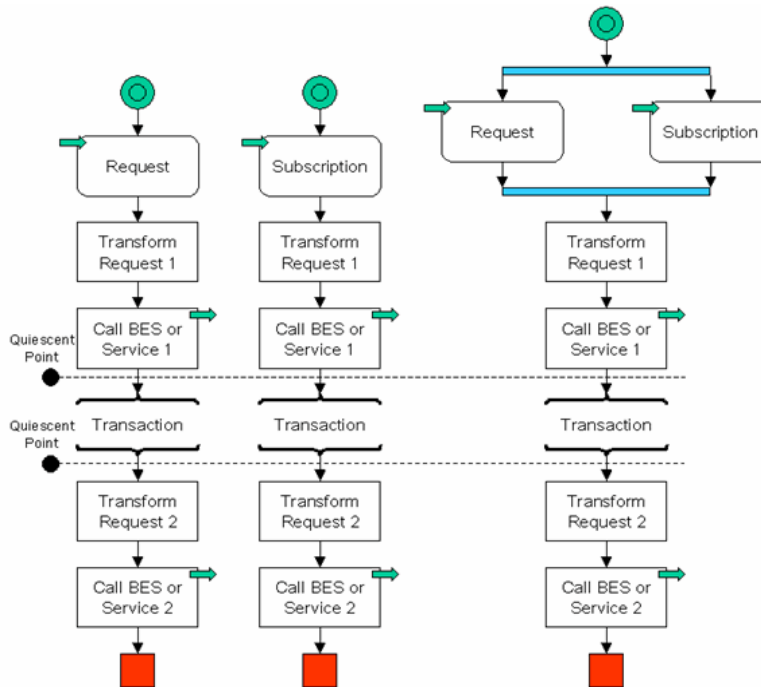 Request
Subscription
Request
Subscription
Transform
Request 1
Transform
Request 1
Transform
Request 1
Call BES or
Service 1
Call BES or
Service 1
Call BES or
Service 1
Quiescent
Point
Transaction
Transaction
Transaction
Quiescent
Point
Transform
Request 2
Transform
Request 2
Transform
Request 2
Call BES or
Service 2
Call BES or
Service 2
Call BES or
Service 2